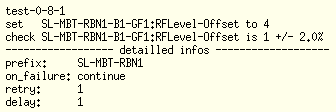 test-0-8-1
set   SL-MBT-RBN1-B1-GF1:RFLevel-Offset to 4
check SL-MBT-RBN1-B1-GF1:RFLevel-Offset is 1 +/- 2.0%
---------------- detailled infos -----------------
prefix:     SL-MBT-RBN1
on_failure: continue
retry:      1
delay:      1